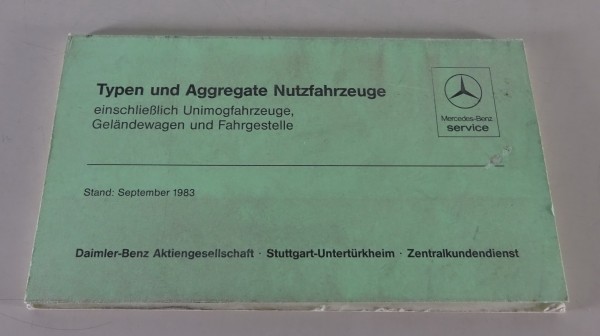 Typen und Aggregate Nutzfahrzeuge
einschließlich Unimogfahrzeuge,
Geländewagen und Fahrgestelle
Mercedes-Benz
service
Stand: September 1983
Daimler-Benz Aktiengesellschaft · Stuttgart-Untertürkheim · Zentralkundendienst